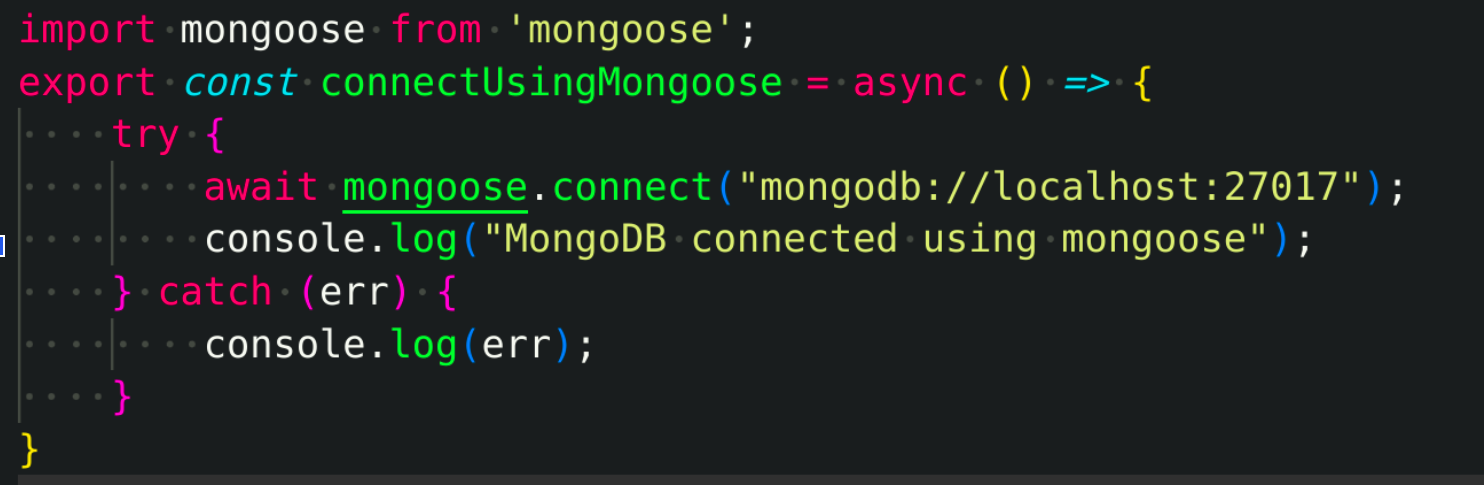 import mongoose from 'mongoose';
export const connectUsingMongoose = async () => {
    try {
        await mongoose.connect("mongodb://localhost:27017");
        console.log("MongoDB connected using mongoose");
    } catch (err) {
        console.log(err);
    }
}